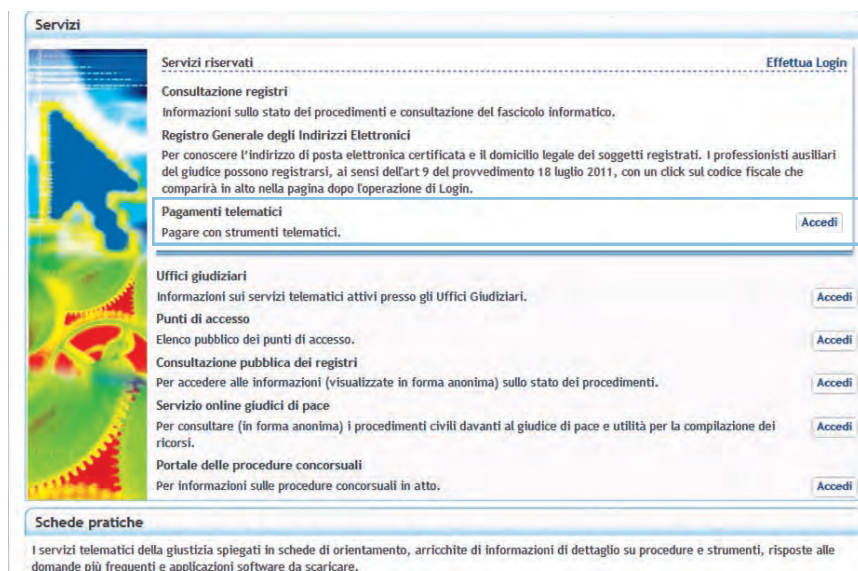 Servizi
Servizi riservati Effettua Login
Consultazione registri
Informazioni sullo stato dei procedimenti e consultazione del fascicolo informatico.
Registro Generale degli Indirizzi Elettronici
Per conoscere l'indirizzo di posta elettronica certificata e il domicilio legale dei soggetti registrati. I professionisti ausiliari
del giudice possono registrarsi, ai sensi dell'art 9 del provvedimento 18 luglio 2011, con un click sul codice fiscale che
comparirà in alto nella pagina dopo l'operazione di Login.
Pagamenti telematici
Pagare con strumenti telematici. Accedi
Uffici giudiziari
Informazioni sui servizi telematici attivi presso gli Uffici Giudiziari. Accedi
Punti di accesso
Elenco pubblico dei punti di accesso. Accedi
Consultazione pubblica dei registri
Per accedere alle informazioni (visualizzate in forma anonima) sullo stato dei procedimenti. Accedi
Servizio online giudici di pace
Per consultare (in forma anonima) i procedimenti civili davanti al giudice di pace e utilità per la compilazione dei Accedi
ricorsi.
Portale delle procedure concorsuali
Per informazioni sulle procedure concorsuali in atto. Accedi
Schede pratiche
I servizi telematici della giustizia spiegati in schede di orientamento, arricchite di informazioni di dettaglio su procedure e strumenti, risposte alle
domande più frequenti e applicazioni software da scaricare.